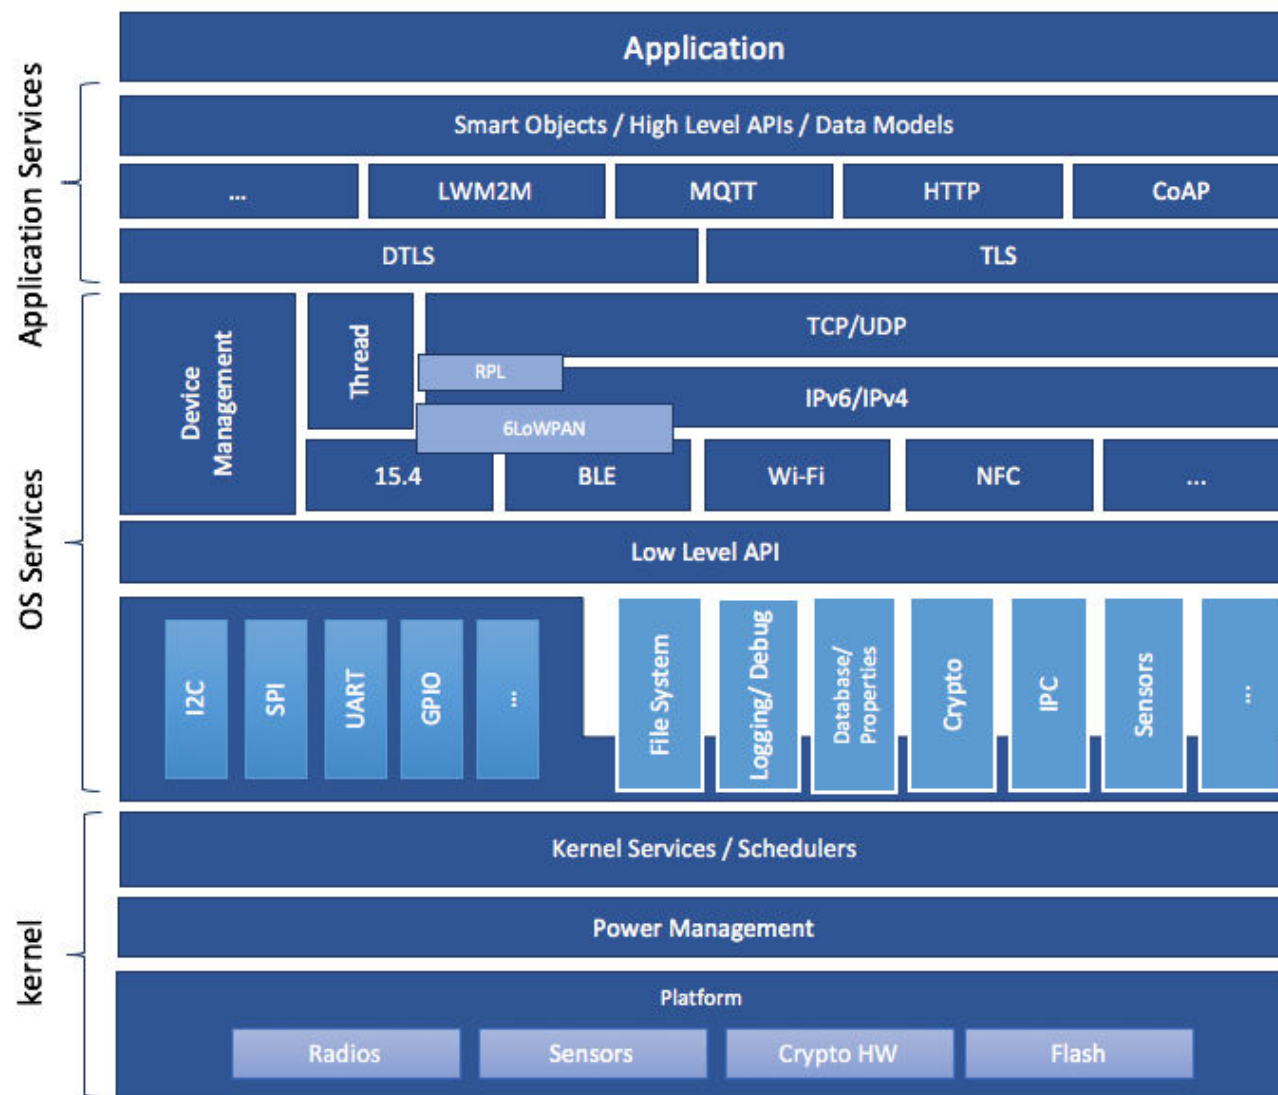 Application
Application Services
Smart Objects / High Level APIs / Data Models
...
LWM2M
MQTT
HTTP
CoAP
DTLS
TLS
OS Services
Device
Management
Thread
TCP/UDP
RPL
IPv6/IPv4
6LoWPAN
15.4
BLE
Wi-Fi
NFC
...
Low Level API
I2C
SPI
UART
GPIO
...
File System
Logging/ Debug
Database/
Properties
Crypto
IPC
Sensors
...
kernel
Kernel Services / Schedulers
Power Management
Platform
Radios
Sensors
Crypto HW
Flash